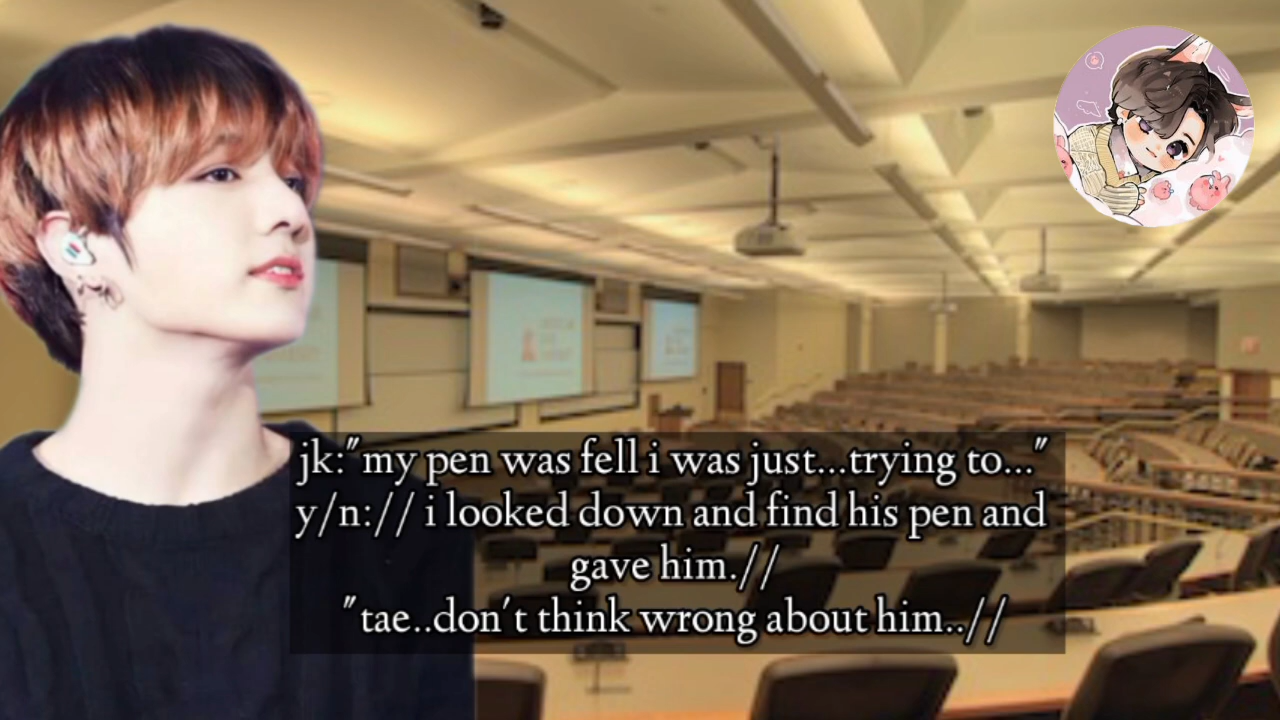 jk:"my pen was fell i was just...trying to..."
y/n:// i looked down and find his pen and
gave him.//
"tae..don't think wrong about him..//